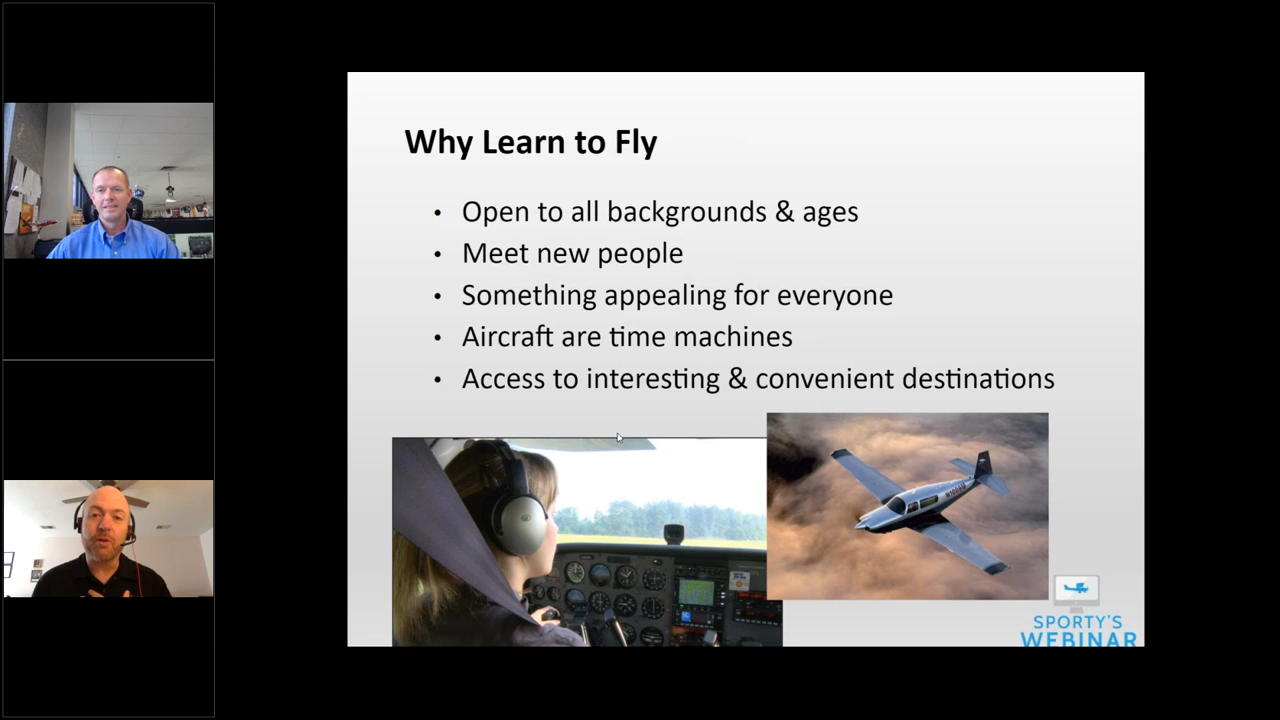 Why Learn to Fly
• Open to all backgrounds & ages
• Meet new people
• Something appealing for everyone
• Aircraft are time machines
• Access to interesting & convenient destinations
SPORTY'S
WEBINAR